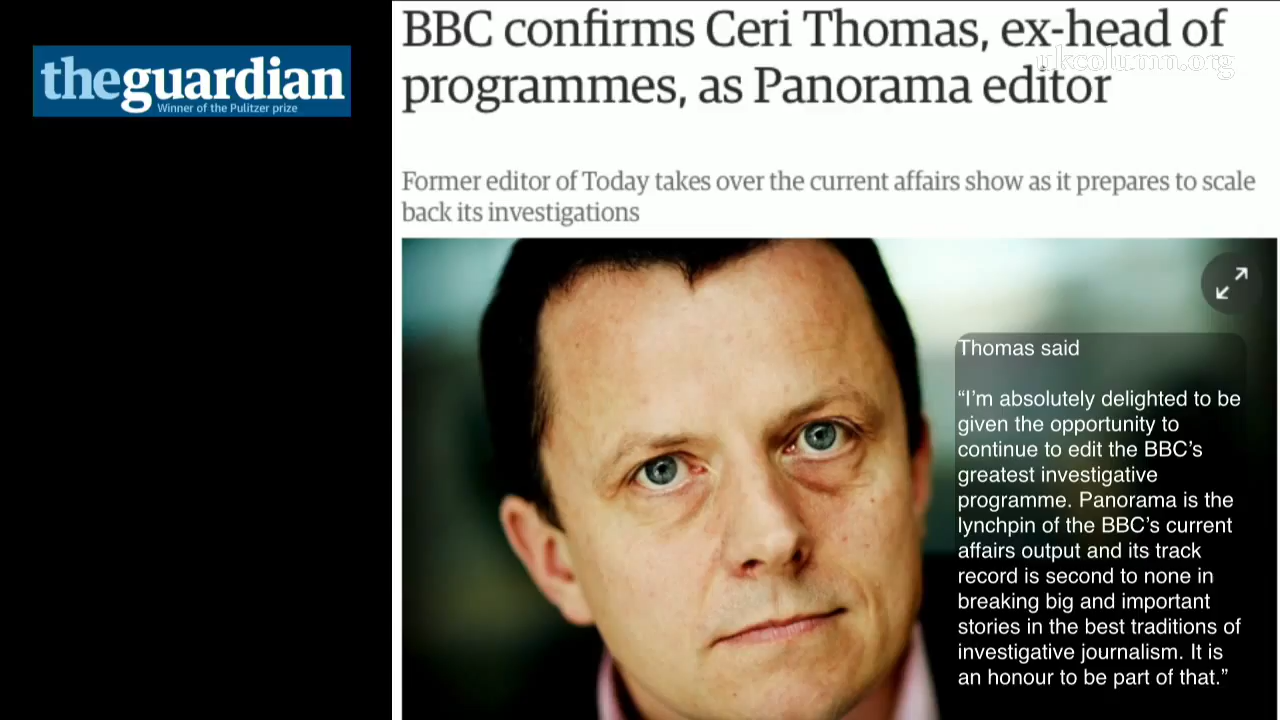 theguardian
Winner of the Pulitzer prize
BBC confirms Ceri Thomas, ex-head of
programmes, as Panorama editor
ukcolumn.org
Former editor of Today takes over the current affairs show as it prepares to scale
back its investigations
Thomas said
“I’m absolutely delighted to be
given the opportunity to
continue to edit the BBC’s
greatest investigative
programme. Panorama is the
lynchpin of the BBC’s current
affairs output and its track
record is second to none in
breaking big and important
stories in the best traditions of
investigative journalism. It is
an honour to be part of that.”